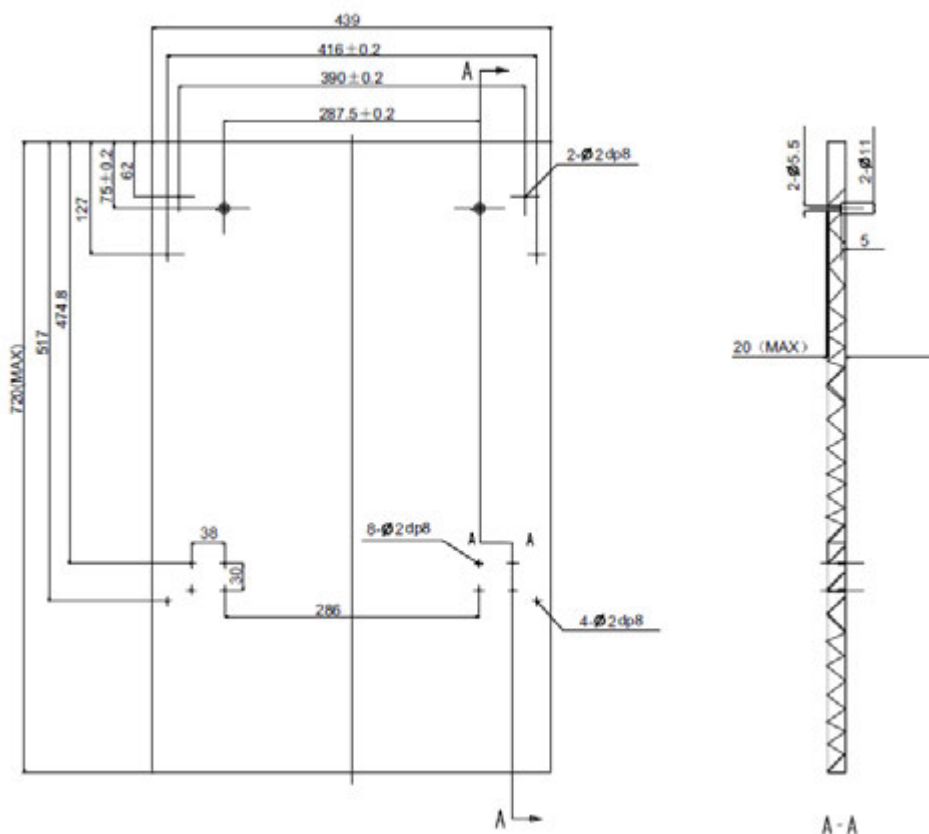 439
416±0.2
A
390±0.2
287.5±0.2
2-Ø2dp8
62
75±0.2
127
474.8
517
720(MAX)
2-Ø5.5
2-Ø11
5
20（MAX）
38
8-Ø2dp8
A
A
30
286
4-Ø2dp8
A
A-A